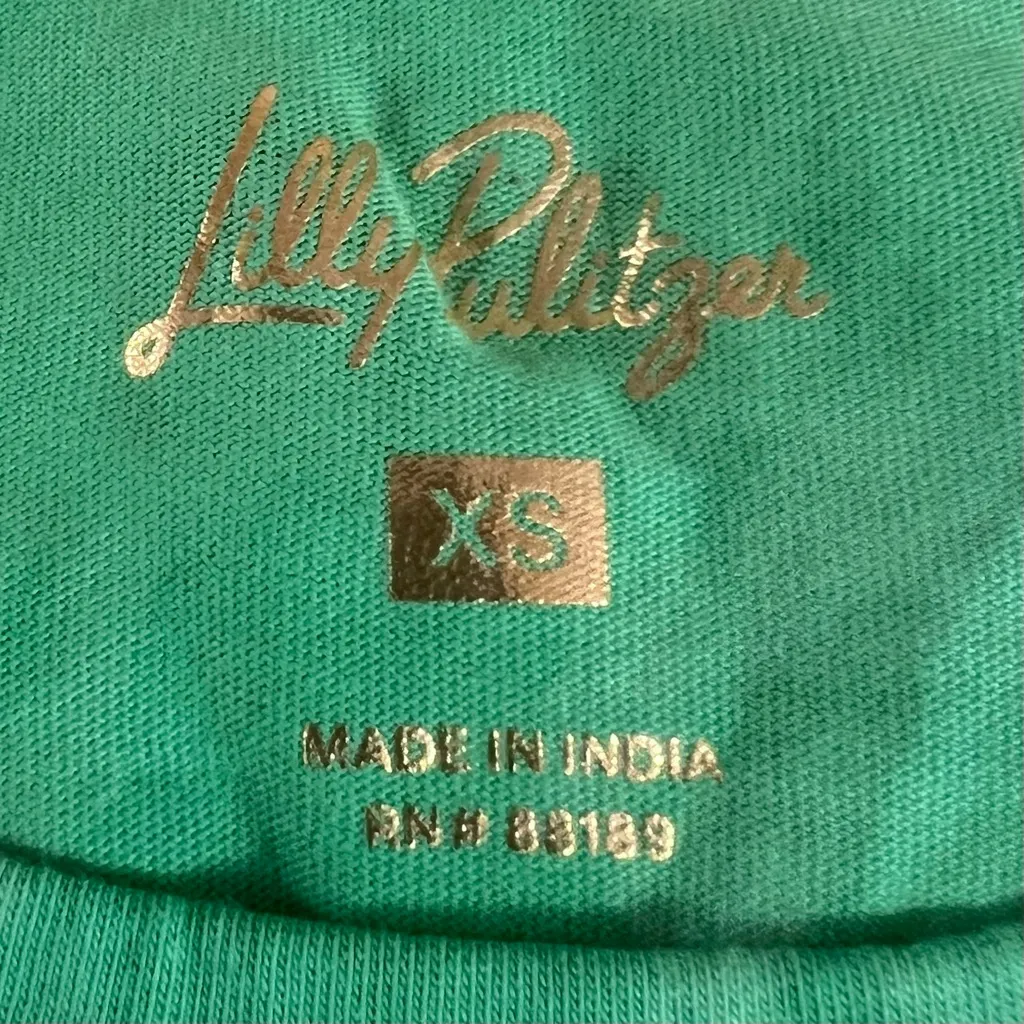 Lilly Pulitzer
XS
MADE IN INDIA
RN# 88189